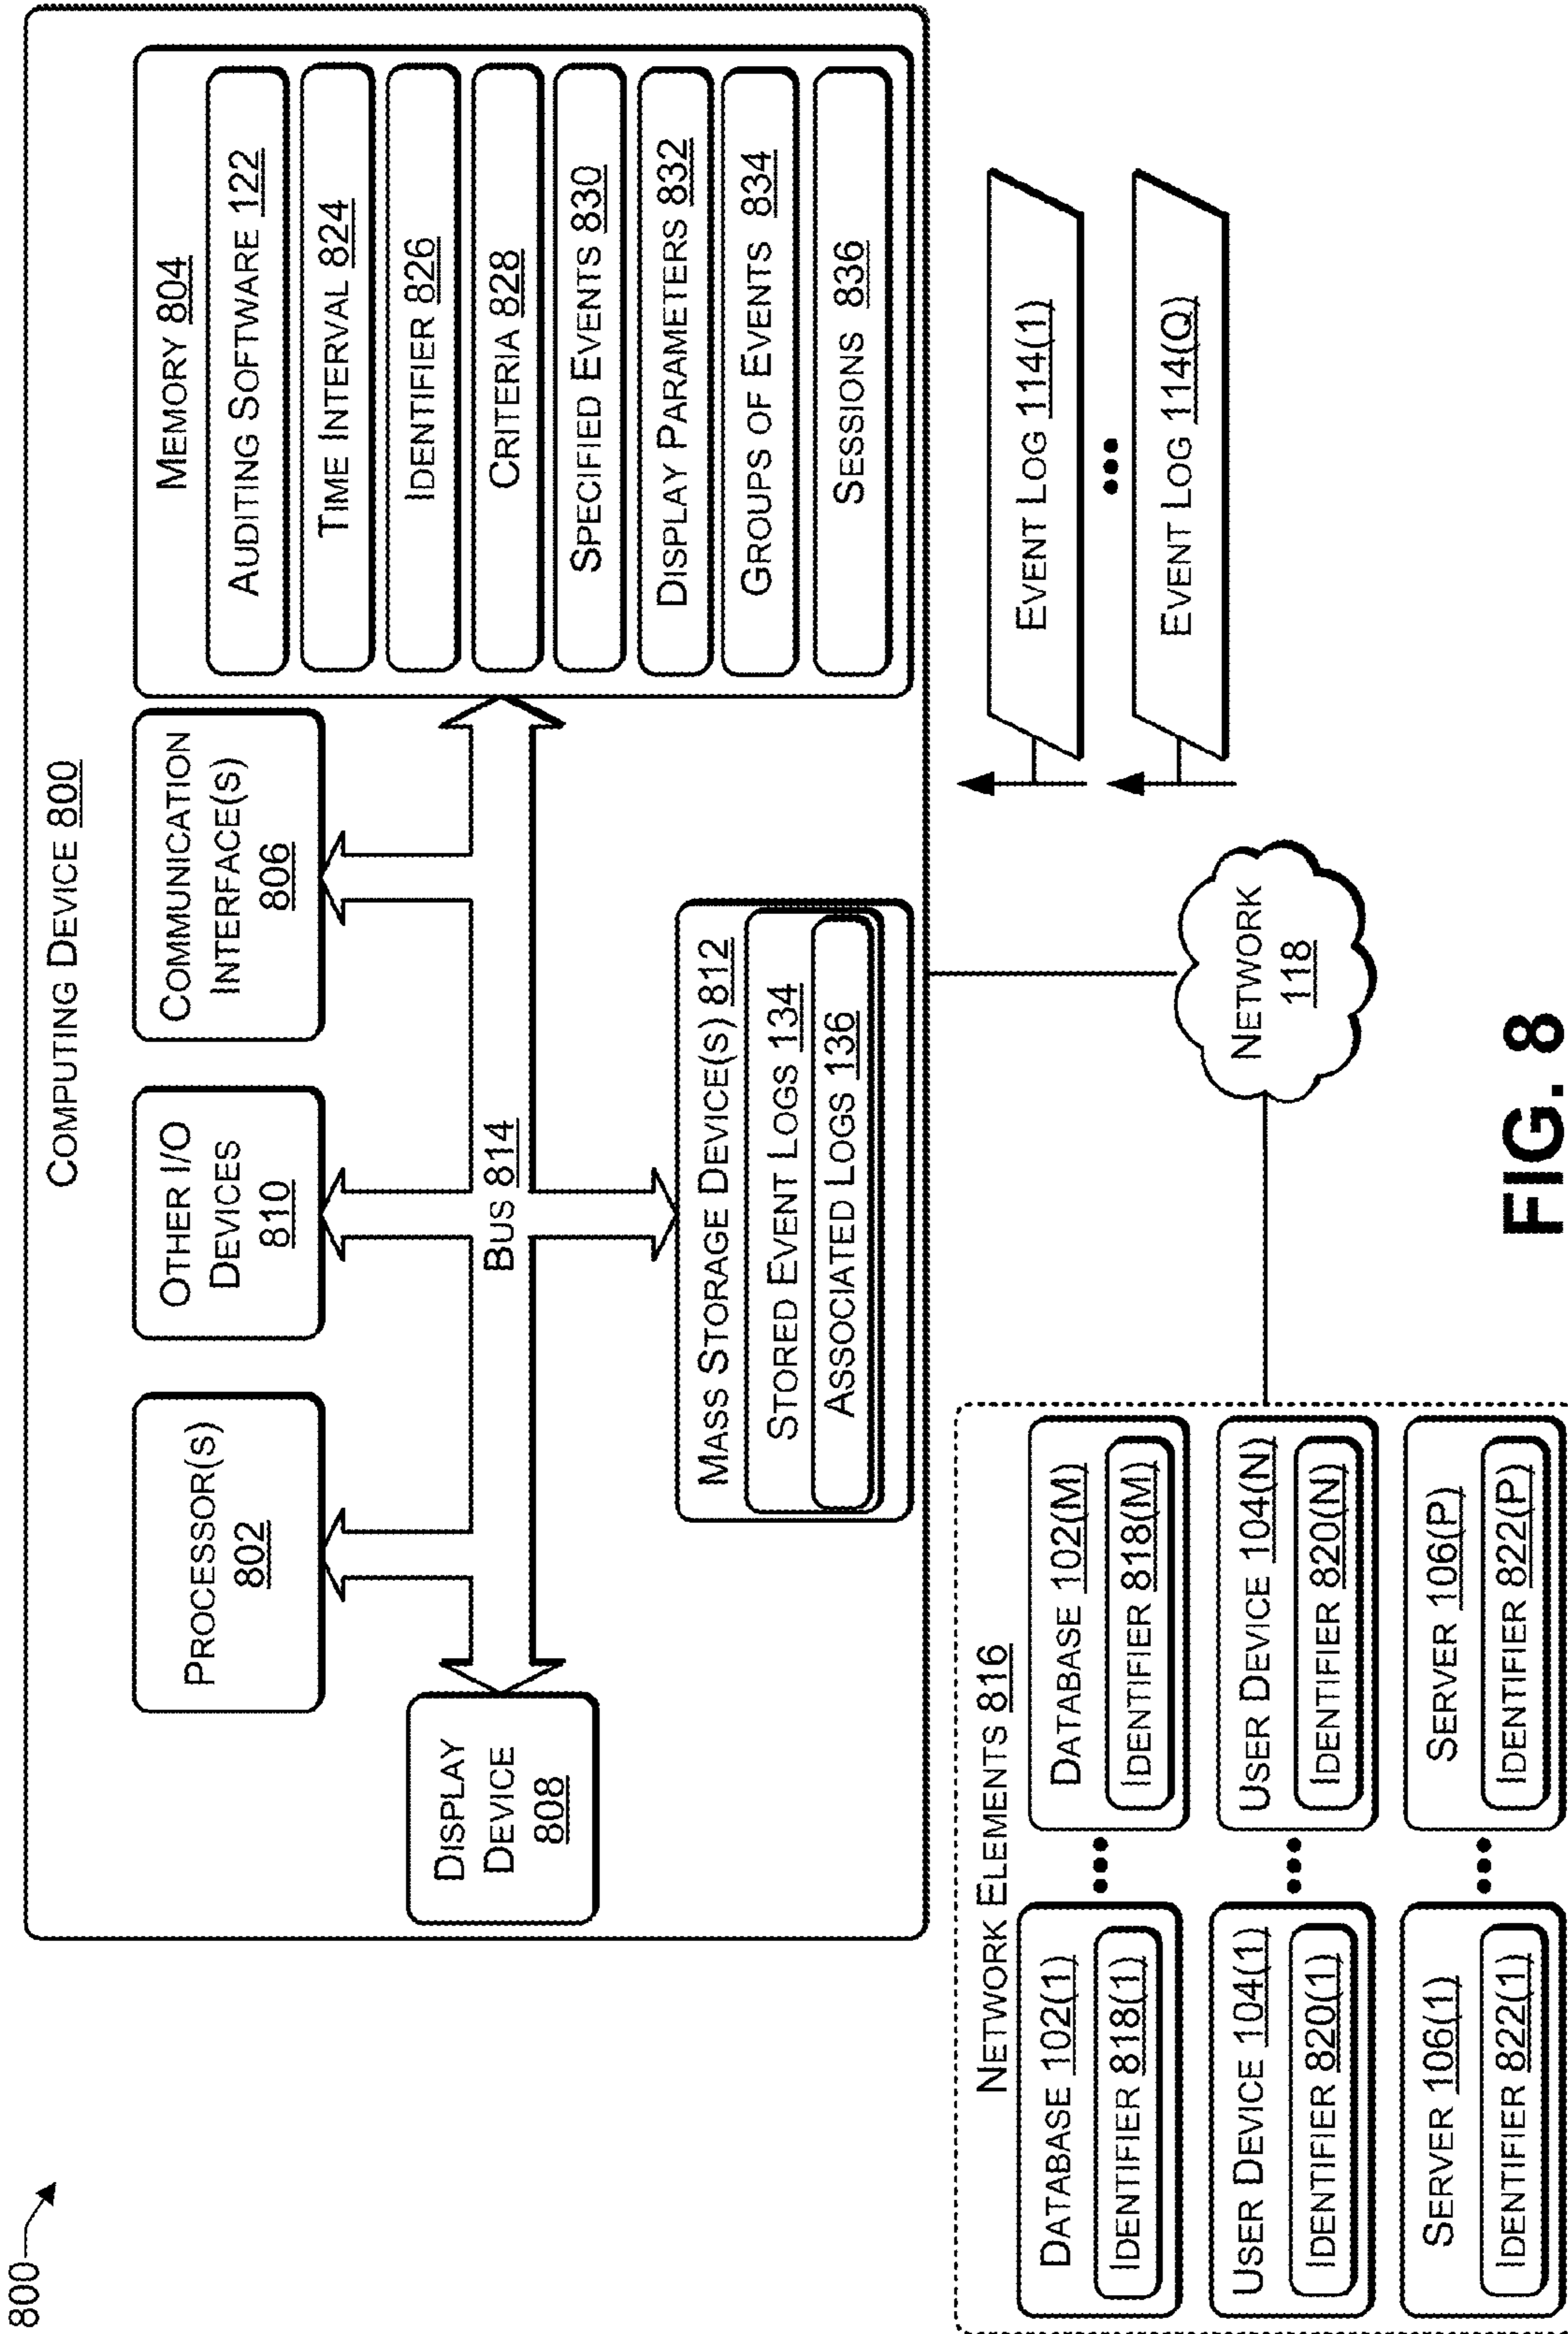 800
COMPUTING DEVICE 800
PROCESSOR(S)
802
OTHER I/O
DEVICES
810
COMMUNICATION
INTERFACE(S)
806
MEMORY 804
AUDITING SOFTWARE 122
TIME INTERVAL 824
IDENTIFIER 826
CRITERIA 828
SPECIFIED EVENTS 830
DISPLAY PARAMETERS 832
GROUPS OF EVENTS 834
SESSIONS 836
DISPLAY
DEVICE
808
BUS 814
MASS STORAGE DEVICE(S) 812
STORED EVENT LOGS 134
ASSOCIATED LOGS 136
NETWORK ELEMENTS 816
DATABASE 102(1)
IDENTIFIER 818(1)
•••
DATABASE 102(M)
IDENTIFIER 818(M)
USER DEVICE 104(1)
IDENTIFIER 820(1)
•••
USER DEVICE 104(N)
IDENTIFIER 820(N)
SERVER 106(1)
IDENTIFIER 822(1)
•••
SERVER 106(P)
IDENTIFIER 822(P)
NETWORK
118
EVENT LOG 114(1)
•••
EVENT LOG 114(Q)
FIG. 8